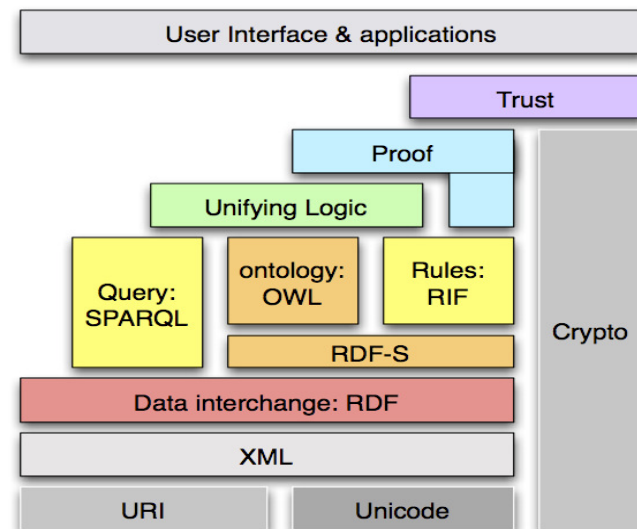 User Interface & applications
Trust
Proof
Unifying Logic
Query:
SPARQL
ontology:
OWL
Rules:
RIF
Crypto
RDF-S
Data interchange: RDF
XML
URI
Unicode